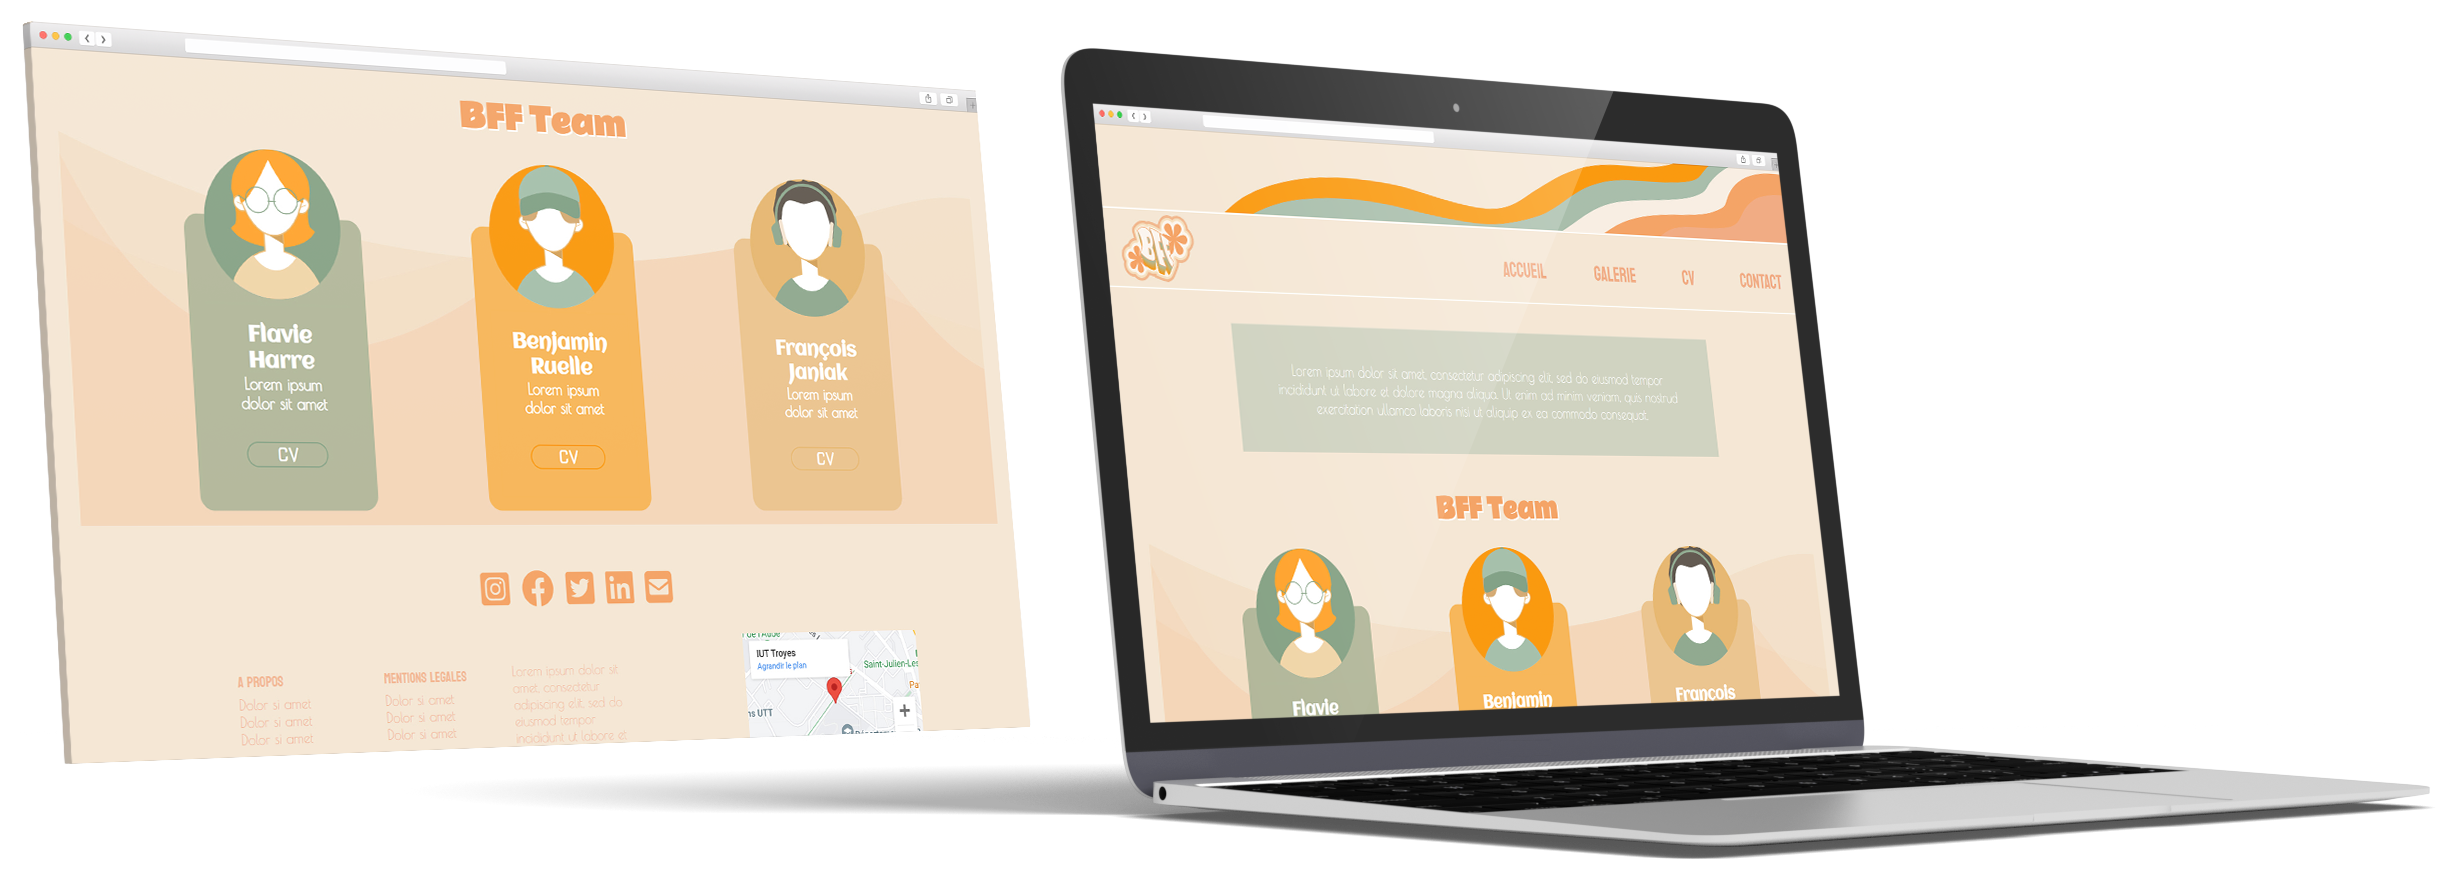 BFF Team
Flavie
Harre
Lorem ipsum
dolor sit amet
CV
Benjamin
Ruelle
Lorem ipsum
dolor sit amet
CV
François
Janiak
Lorem ipsum
dolor sit amet
CV
A PROPOS
Dolor si amet
Dolor si amet
Dolor si amet
MENTIONS LEGALES
Dolor si amet
Dolor si amet
Dolor si amet
Lorem ipsum dolor sit
amet, consectetur
adipiscing elit, sed do
eiusmod tempor
incididunt ut labore et
IUT Troyes
Agrandir le plan
Saint-Julien-Les
Pa
ns UTT
+
BFF
ACCUEIL
GALERIE
CV
CONTACT
Lorem ipsum dolor sit amet, consectetur adipiscing elit, sed do eiusmod tempor
incididunt ut labore et dolore magna aliqua. Ut enim ad minim veniam, quis nostrud
exercitation ullamco laboris nisi ut aliquip ex ea commodo consequat.
BFF Team
Flavie
Benjamin
François